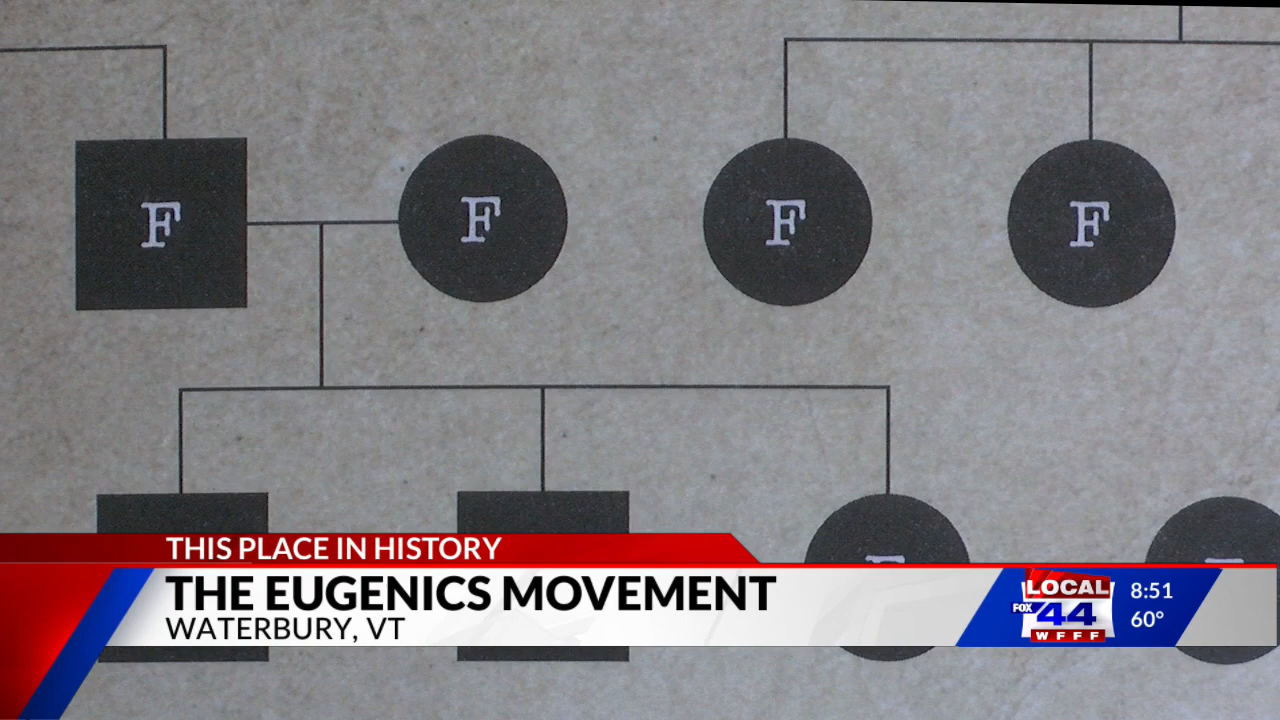 F F F F
THIS PLACE IN HISTORY
THE EUGENICS MOVEMENT
WATERBURY, VT
LOCAL
FOX 44
WFFF
8:51
60°